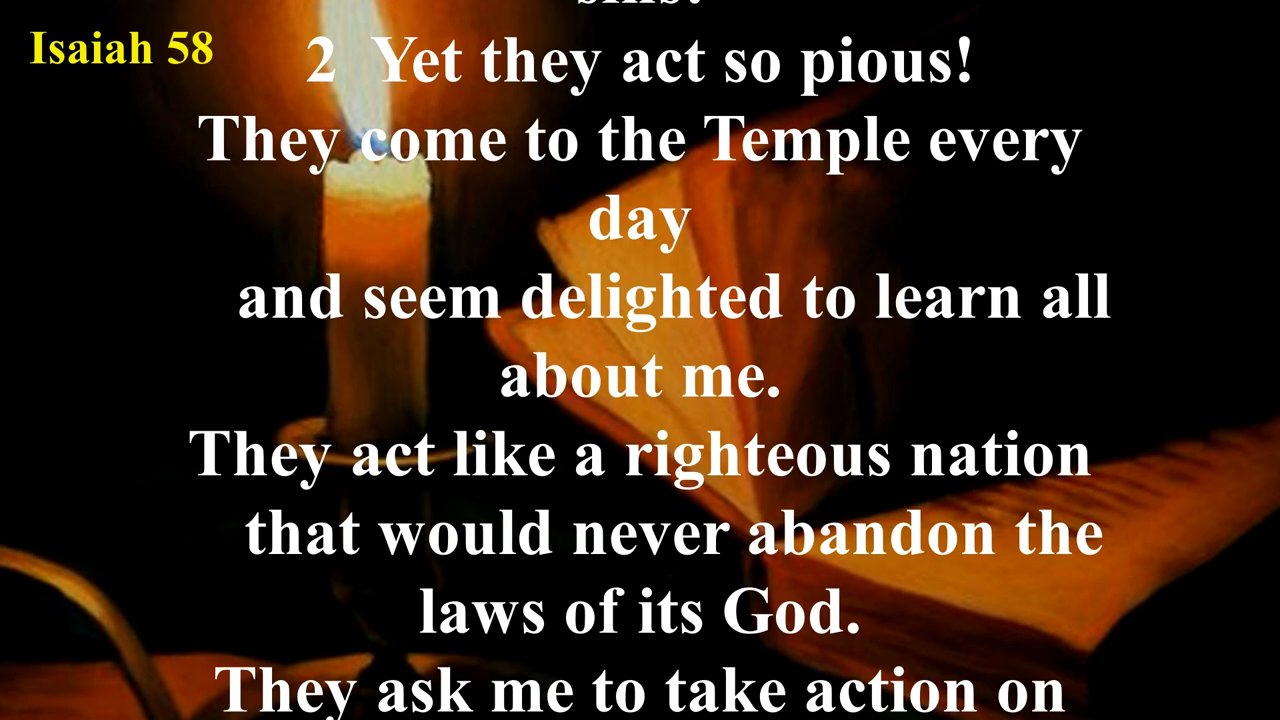 sins!
Isaiah 58
2 Yet they act so pious!
They come to the Temple every
day
and seem delighted to learn all
about me.
They act like a righteous nation
that would never abandon the
laws of its God.
They ask me to take action on